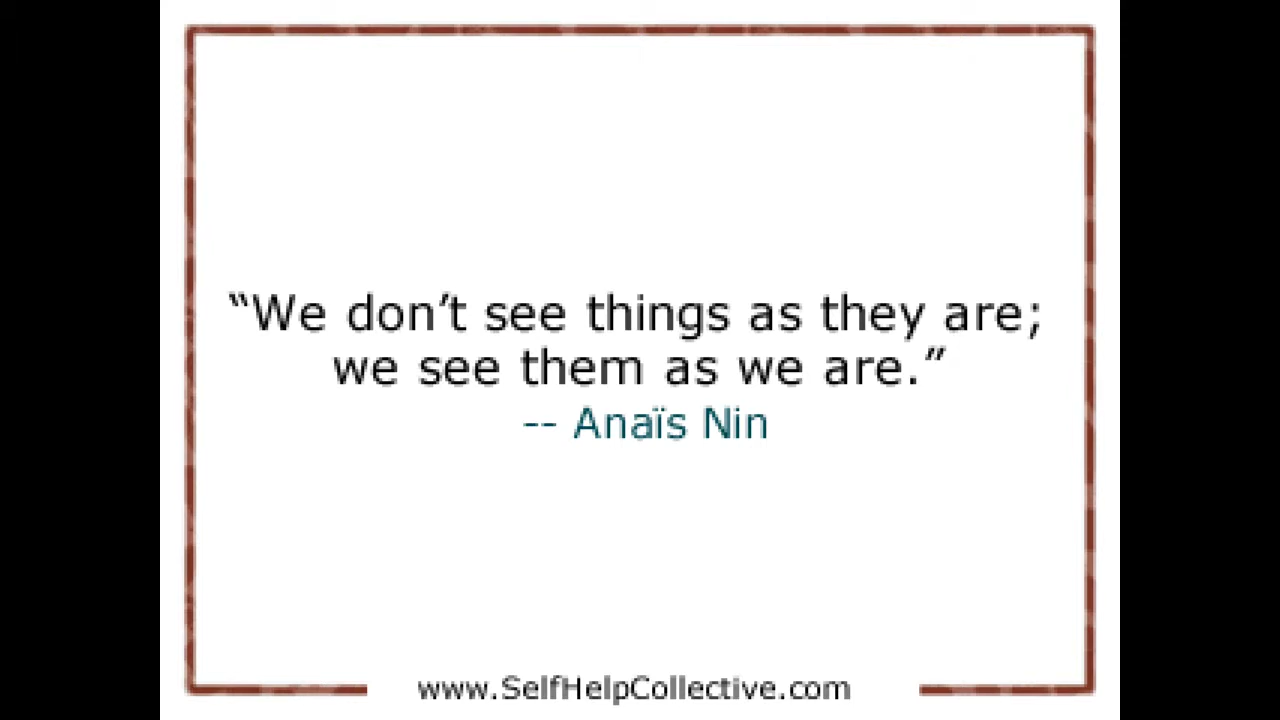 “We don’t see things as they are;
we see them as we are.”
-- Anaïs Nin
www.SelfHelpCollective.com